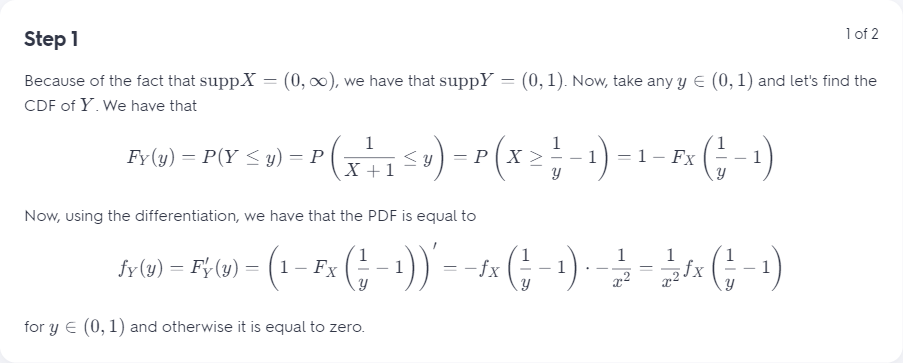 Step 1
1 of 2
Because of the fact that suppX = (0, ∞), we have that suppY = (0, 1). Now, take any y ∈ (0, 1) and let's find the
CDF of Y. We have that
F_Y(y) = P(Y ≤ y) = P(1/(X + 1) ≤ y) = P(X ≥ 1/y − 1) = 1 − F_X(1/y − 1)
Now, using the differentiation, we have that the PDF is equal to
f_Y(y) = F′_Y(y) = (1 − F_X(1/y − 1))′ = −f_X(1/y − 1) · −1/x² = 1/x² f_X(1/y − 1)
for y ∈ (0, 1) and otherwise it is equal to zero.